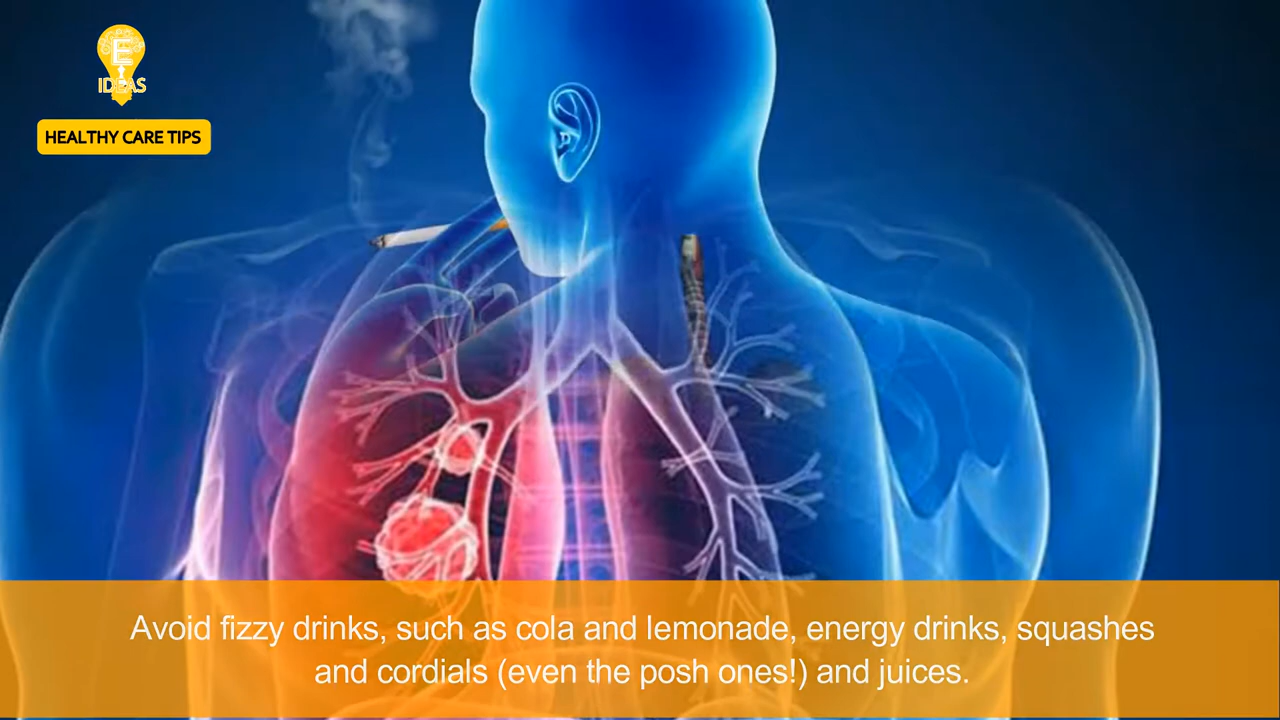 E
IDEAS
HEALTHY CARE TIPS
Avoid fizzy drinks, such as cola and lemonade, energy drinks, squashes
and cordials (even the posh ones!) and juices.